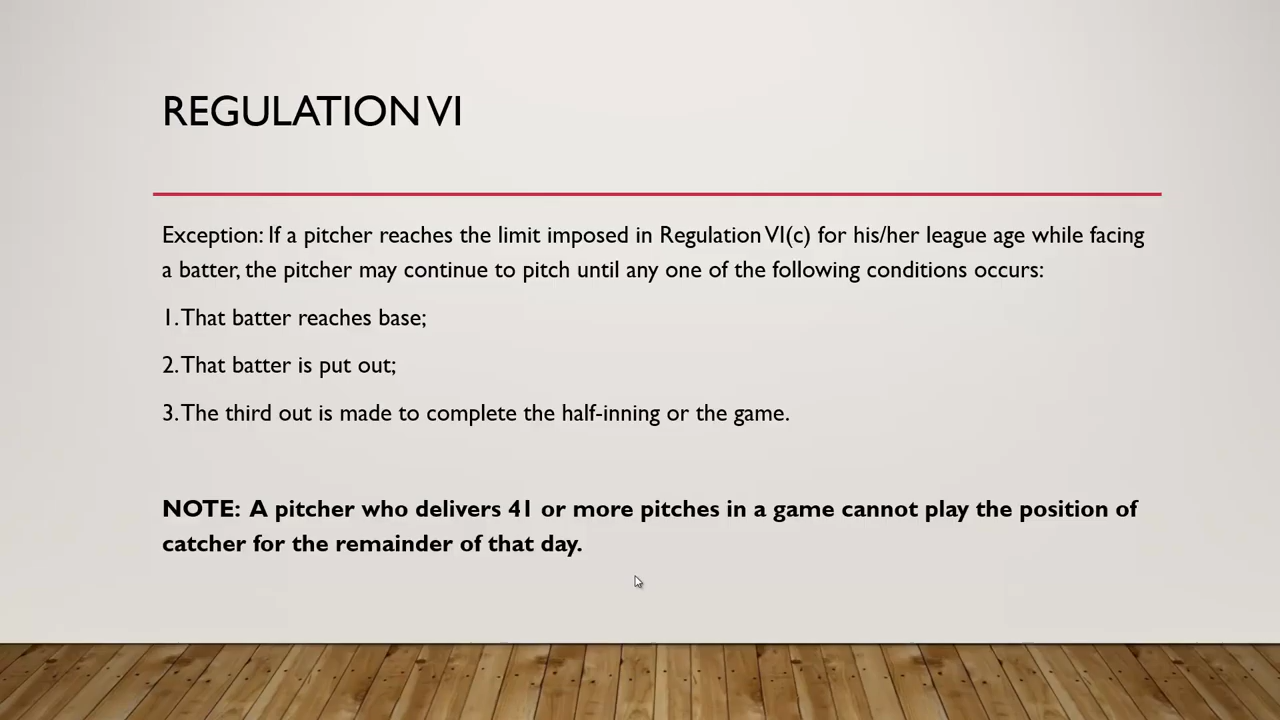 REGULATION VI
Exception: If a pitcher reaches the limit imposed in Regulation VI(c) for his/her league age while facing
a batter, the pitcher may continue to pitch until any one of the following conditions occurs:
1. That batter reaches base;
2. That batter is put out;
3. The third out is made to complete the half-inning or the game.
NOTE: A pitcher who delivers 41 or more pitches in a game cannot play the position of
catcher for the remainder of that day.